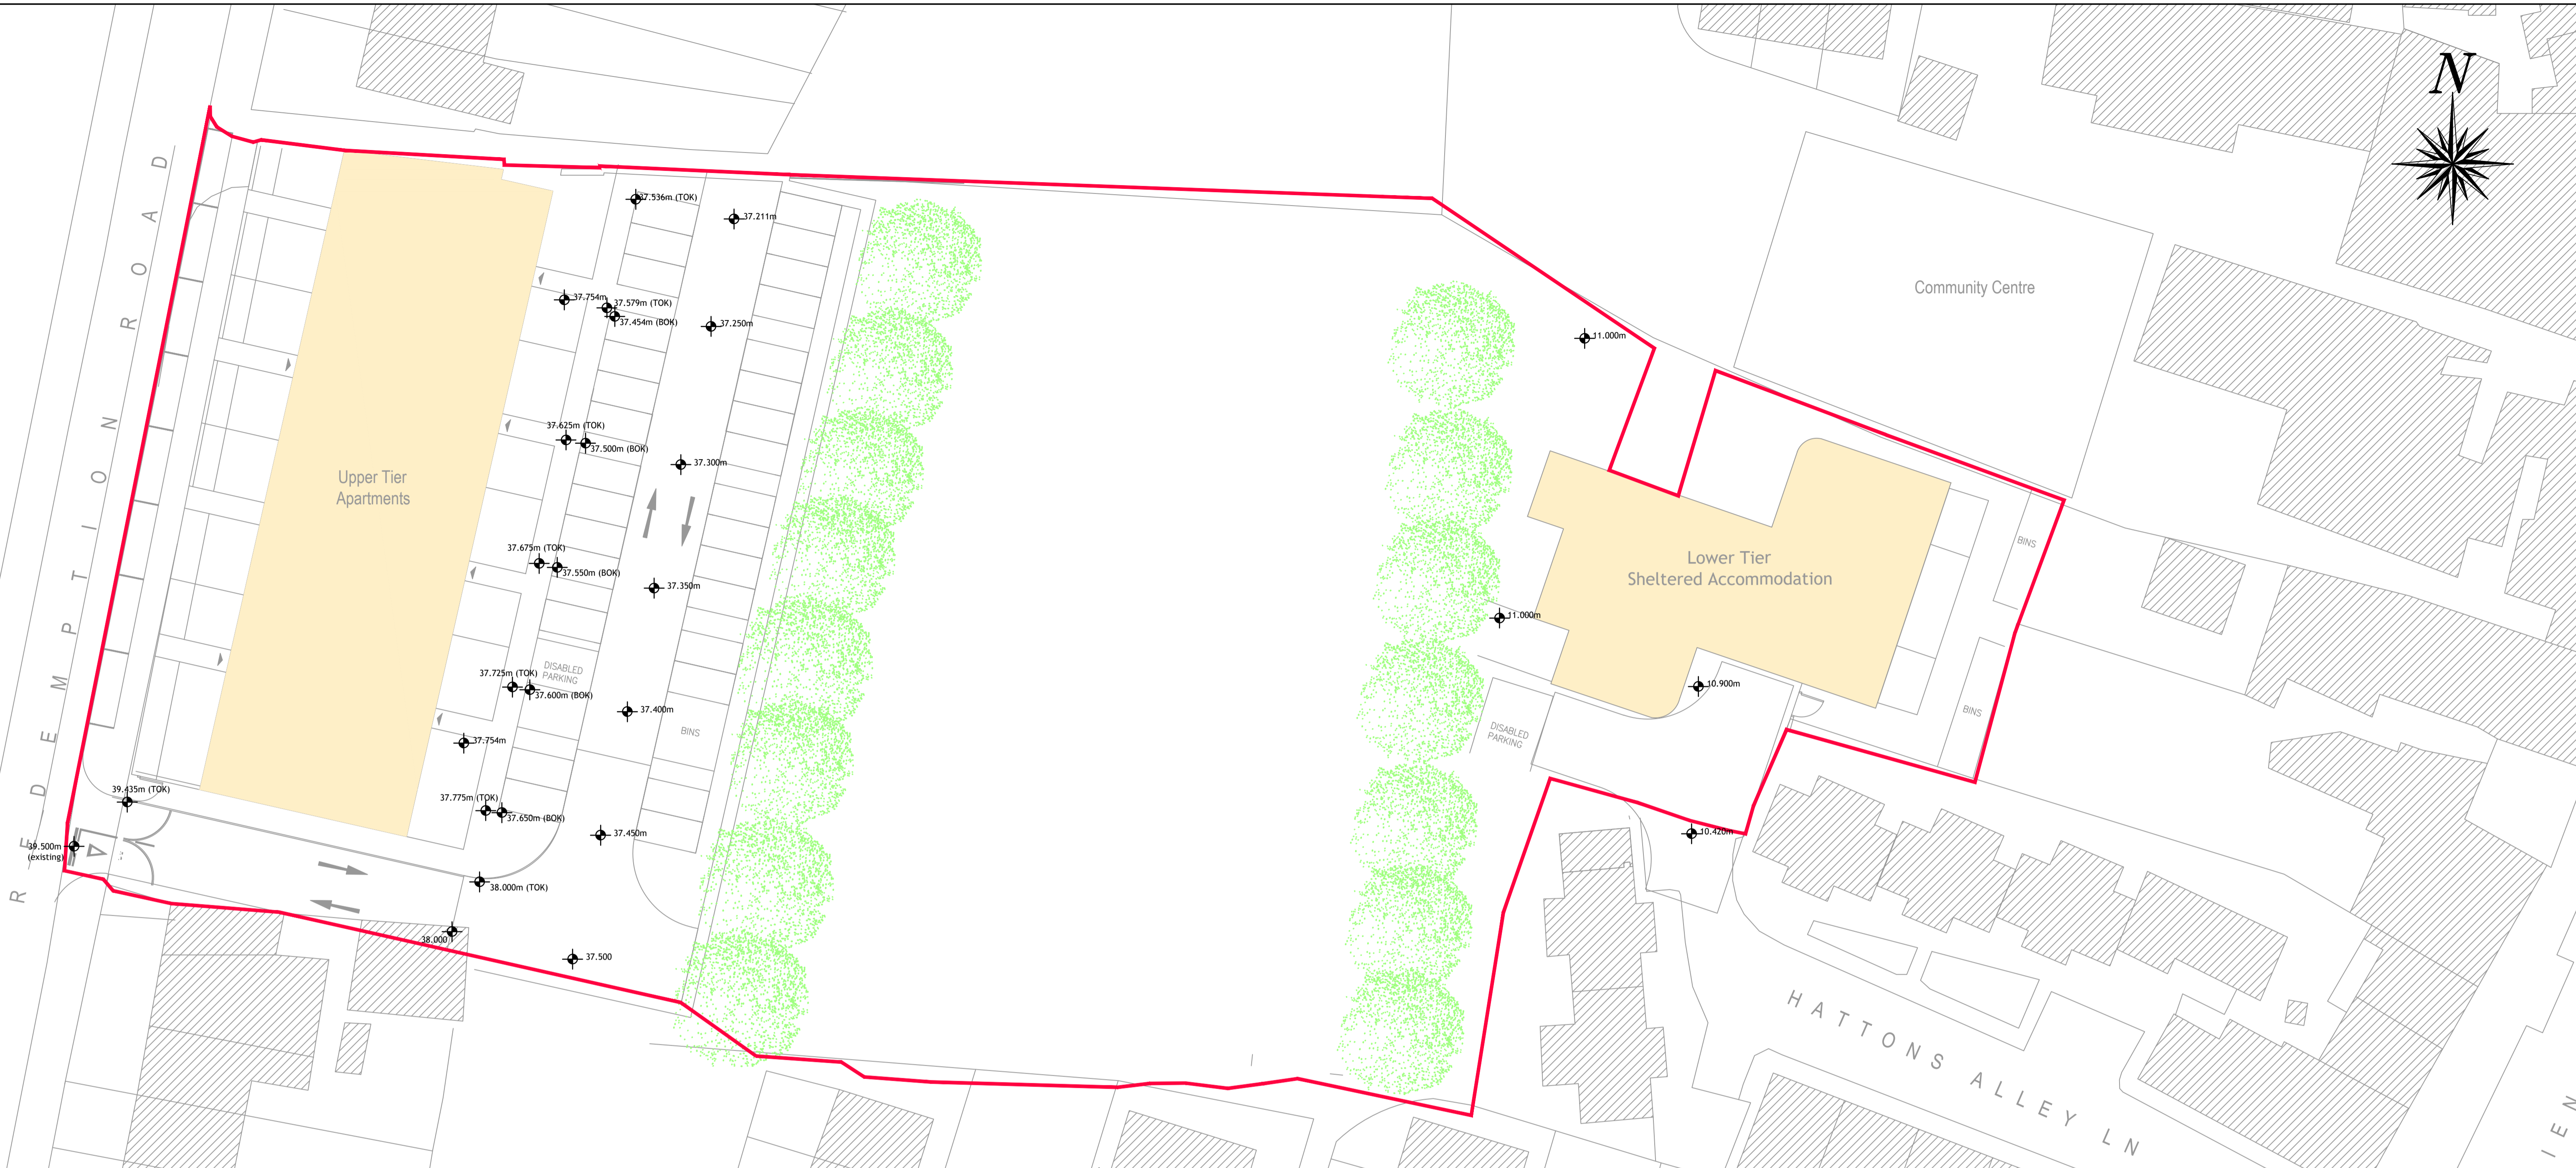 N
REDEMPTION ROAD
37.536m (TOK)
37.211m
37.754m
37.579m (TOK)
37.454m (BOK)
37.250m
Community Centre
11.000m
37.625m (TOK)
37.500m (BOK)
37.300m
Upper Tier
Apartments
37.675m (TOK)
37.550m (BOK)
37.350m
BINS
Lower Tier
Sheltered Accommodation
11.000m
DISABLED
PARKING
37.725m (TOK)
37.600m (BOK)
37.400m
BINS
10.900m
BINS
DISABLED
PARKING
37.754m
39.435m (TOK)
37.775m (TOK)
37.650m (BOK)
37.450m
10.420m
39.500m
(existing)
38.000m (TOK)
38.000
37.500
HATTONS ALLEY LN
IEN